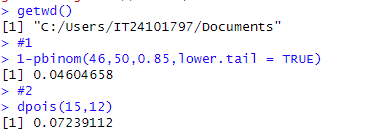 > getwd()
[1] "C:/Users/IT24101797/Documents"
> #1
> 1-pbinom(46,50,0.85,lower.tail = TRUE)
[1] 0.04604658
> #2
> dpois(15,12)
[1] 0.07239112